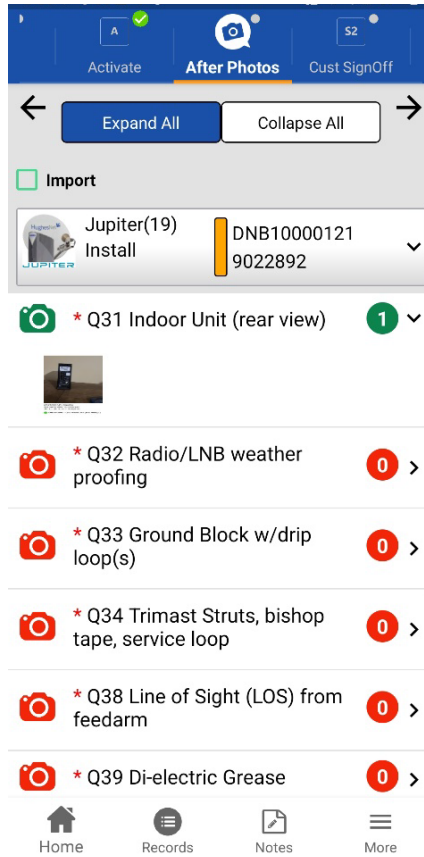 A
S2
Activate
After Photos
Cust SignOff
Expand All
Collapse All
Import
Jupiter(19)
Install
DNB10000121
9022892
JUPITER
* Q31 Indoor Unit (rear view)
1
* Q32 Radio/LNB weather
proofing
0
* Q33 Ground Block w/drip
loop(s)
0
* Q34 Trimast Struts, bishop
tape, service loop
0
* Q38 Line of Sight (LOS) from
feedarm
0
* Q39 Di-electric Grease
0
Home
Records
Notes
More